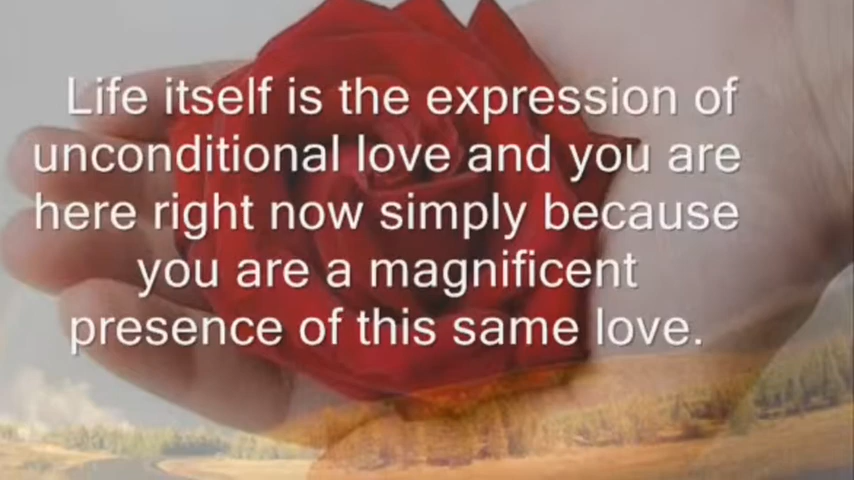 Life itself is the expression of
unconditional love and you are
here right now simply because
you are a magnificent
presence of this same love.